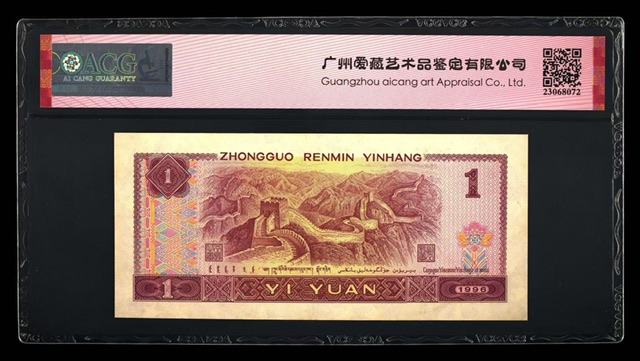 ACG
AI CANG GUARANTY
广州爱藏艺术品鉴定有限公司
Guangzhou aicang art Appraisal Co., Ltd.
23068072
ZHONGGUO RENMIN YINHANG
1
1
1
YI YUAN
1996